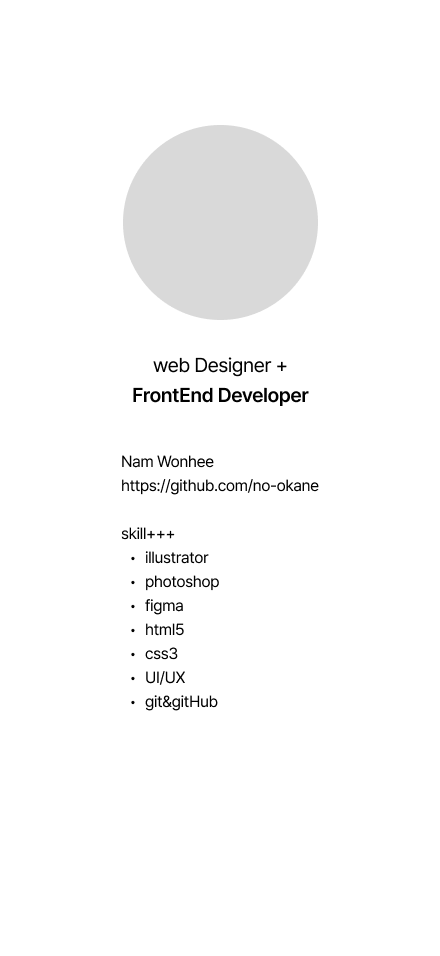 web Designer +
FrontEnd Developer
Nam Wonhee
https://github.com/no-okane
skill+++
• illustrator
• photoshop
• figma
• html5
• css3
• UI/UX
• git&gitHub